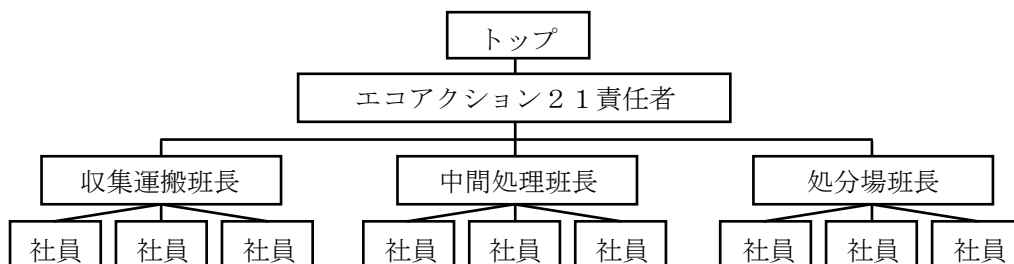 トップ
エコアクション２１責任者
収集運搬班長 中間処理班長 処分場班長
社員 社員 社員 社員 社員 社員 社員 社員 社員